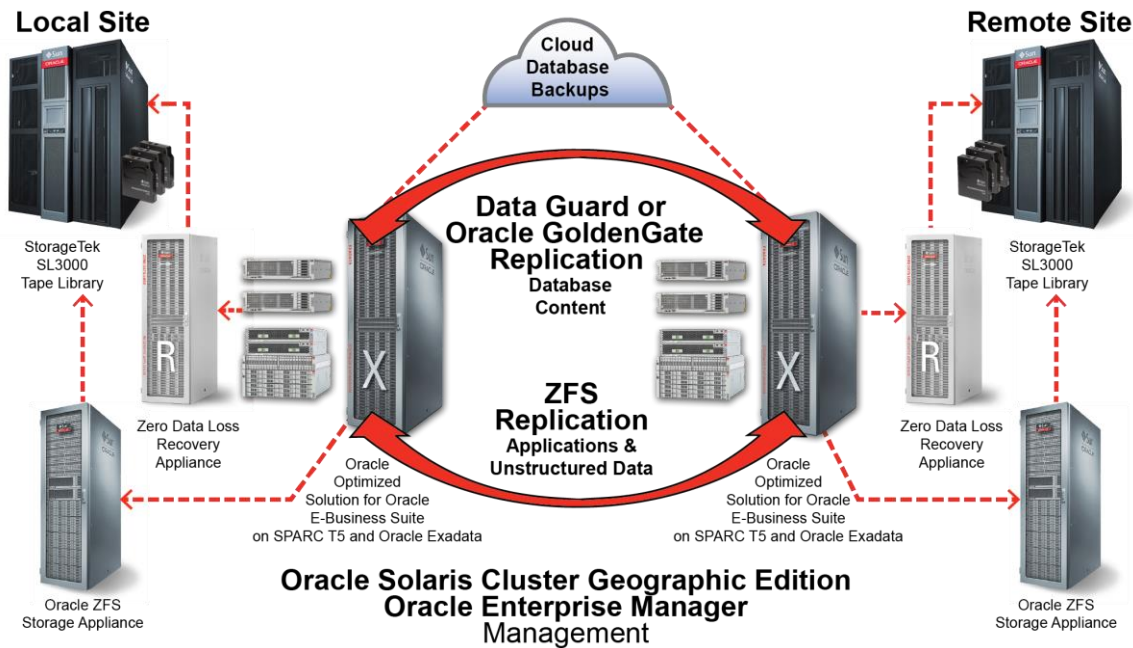 Local Site
Remote Site
Cloud
Database
Backups
Sun
ORACLE
Sun
ORACLE
Data Guard or
Oracle GoldenGate
Replication
Database
Content
StorageTek
SL3000
Tape Library
StorageTek
SL3000
Tape Library
R
X
X
R
ZFS
Replication
Applications &
Unstructured Data
Zero Data Loss
Recovery
Appliance
Zero Data Loss
Recovery
Appliance
Oracle
Optimized
Solution for Oracle
E-Business Suite
on SPARC T5 and Oracle Exadata
Oracle
Optimized
Solution for Oracle
E-Business Suite
on SPARC T5 and Oracle Exadata
Oracle ZFS
Storage Appliance
Oracle Solaris Cluster Geographic Edition
Oracle Enterprise Manager
Management
Oracle ZFS
Storage Appliance